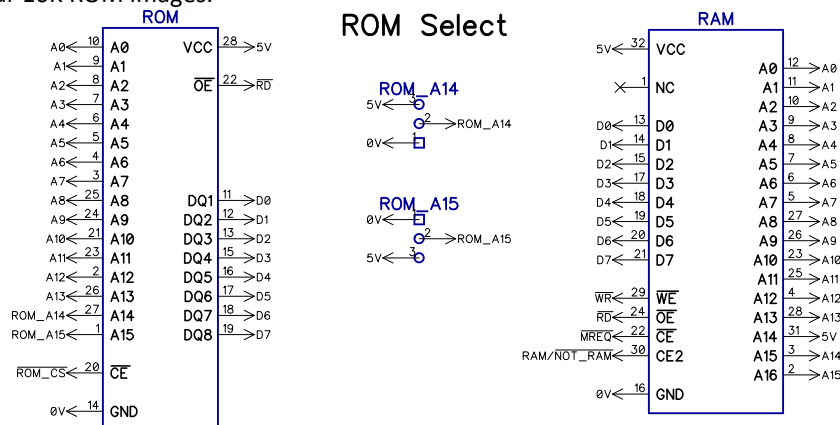 ROM images.
ROM
A0 10 A0 VCC 28 5V
A1 9 A1
A2 8 A2 OE 22 RD
A3 7 A3
A4 6 A4
A5 5 A5
A6 4 A6
A7 3 A7
A8 25 A8 DQ1 11 D0
A9 24 A9 DQ2 12 D1
A10 21 A10 DQ3 13 D2
A11 23 A11 DQ4 15 D3
A12 2 A12 DQ5 16 D4
A13 26 A13 DQ6 17 D5
ROM_A14 27 A14 DQ7 18 D6
ROM_A15 1 A15 DQ8 19 D7
ROM_CS 20 CE
0V 14 GND
ROM Select
ROM_A14
5V 3
2 ROM_A14
0V 1
ROM_A15
0V 1
2 ROM_A15
5V 3
RAM
5V 32 VCC
A0 12 A0
1 NC A1 11 A1
A2 10 A2
D0 13 D0 A3 9 A3
D1 14 D1 A4 8 A4
D2 15 D2 A5 7 A5
D3 17 D3 A6 6 A6
D4 18 D4 A7 5 A7
D5 19 D5 A8 27 A8
D6 20 D6 A9 26 A9
D7 21 D7 A10 23 A10
A11 25 A11
WR 29 WE A12 4 A12
RD 24 OE A13 28 A13
MREQ 22 CE A14 31 5V
RAM/NOT_RAM 30 CE2 A15 3 A14
A16 2 A15
0V 16 GND